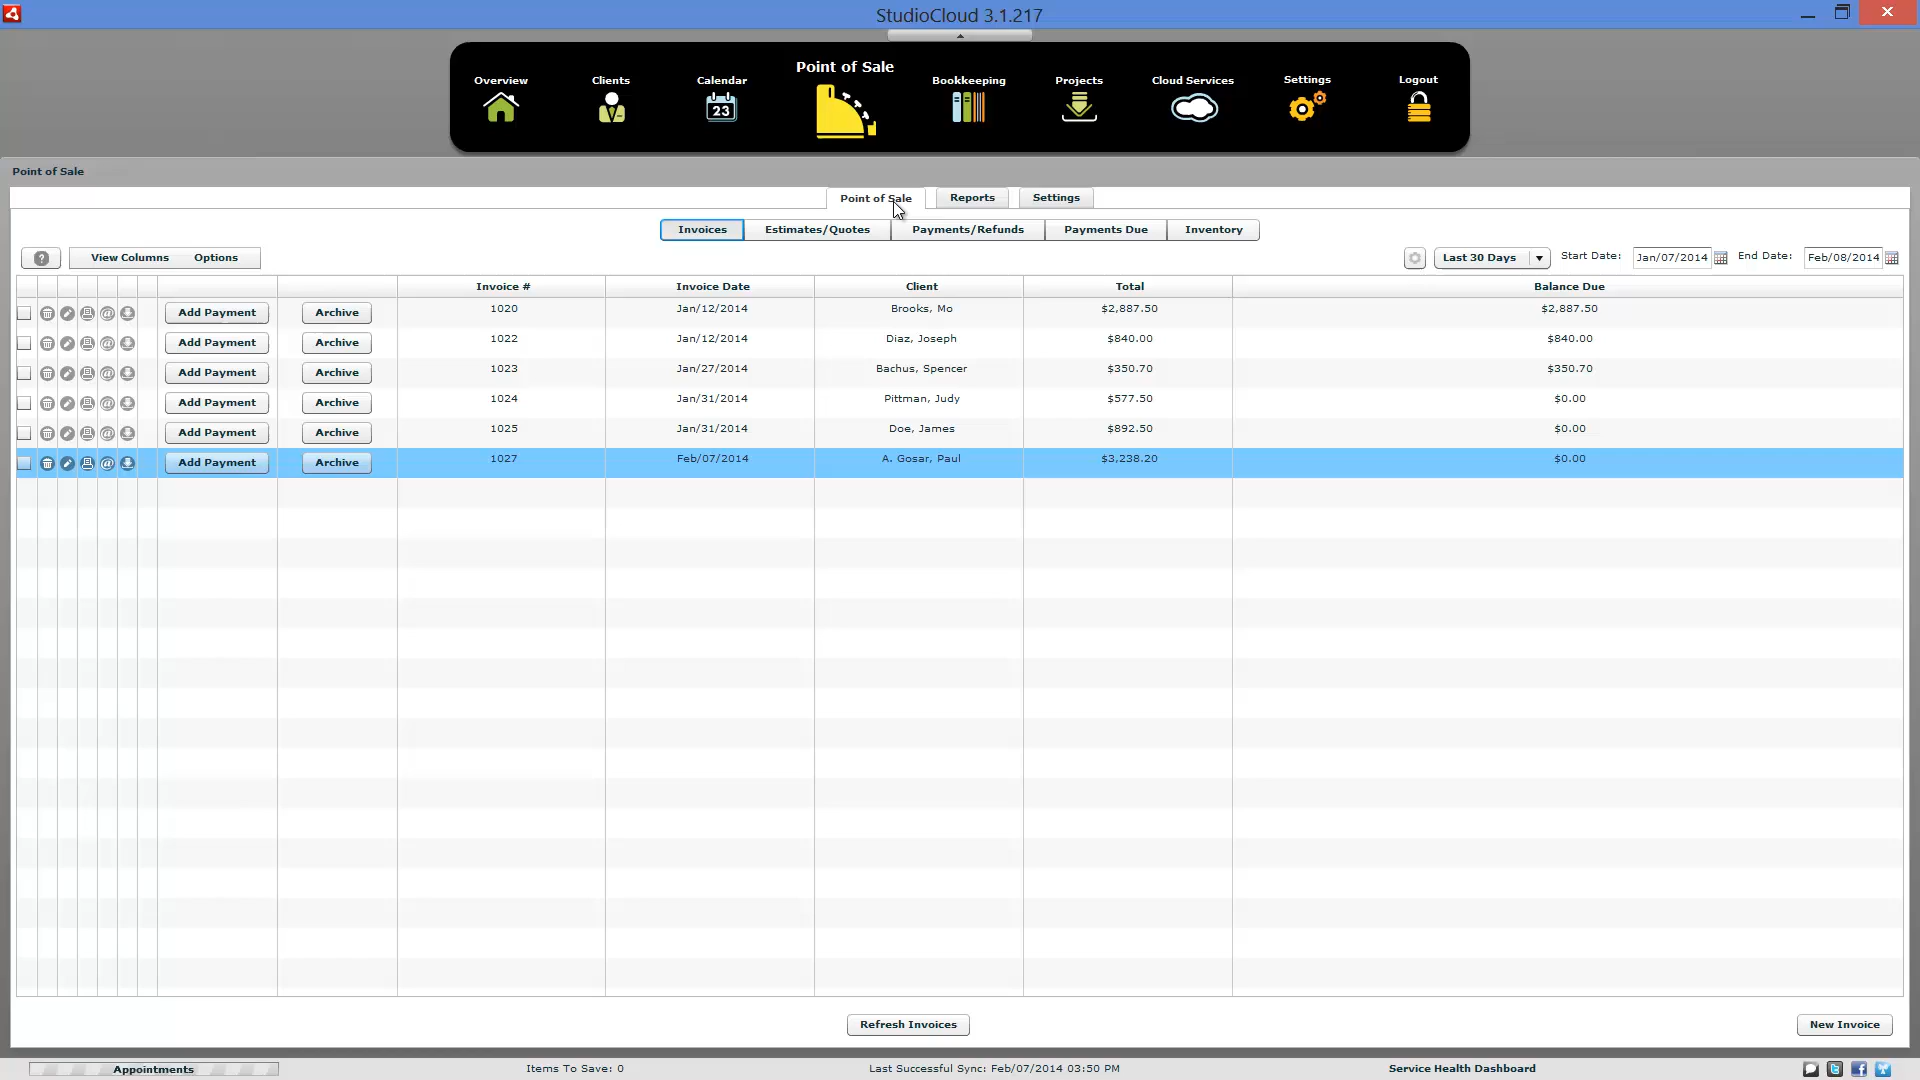 StudioCloud 3.1.217
Overview
Clients
Calendar
23
Point of Sale
Bookkeeping
Projects
Cloud Services
Settings
Logout
Point of Sale
Point of Sale Reports Settings
Invoices Estimates/Quotes Payments/Refunds Payments Due Inventory
? View Columns Options Last 30 Days Start Date: Jan/07/2014 End Date: Feb/08/2014
Invoice # Invoice Date Client Total Balance Due
Add Payment Archive 1020 Jan/12/2014 Brooks, Mo $2,887.50 $2,887.50
Add Payment Archive 1022 Jan/12/2014 Diaz, Joseph $840.00 $840.00
Add Payment Archive 1023 Jan/27/2014 Bachus, Spencer $350.70 $350.70
Add Payment Archive 1024 Jan/31/2014 Pittman, Judy $577.50 $0.00
Add Payment Archive 1025 Jan/31/2014 Doe, James $892.50 $0.00
Add Payment Archive 1027 Feb/07/2014 A. Gosar, Paul $3,238.20 $0.00
Refresh Invoices New Invoice
Appointments Items To Save: 0 Last Successful Sync: Feb/07/2014 03:50 PM Service Health Dashboard